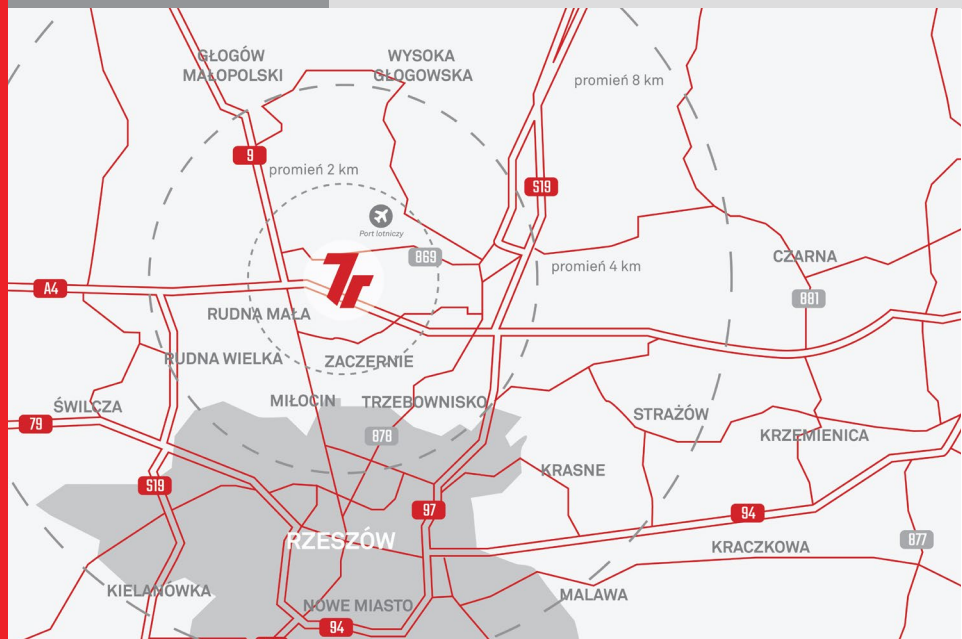 GŁOGÓW
MAŁOPOLSKI
WYSOKA
GŁOGOWSKA
promień 8 km
9
promień 2 km
S19
Port lotniczy
869
promień 4 km
CZARNA
A4
881
RUDNA MAŁA
RUDNA WIELKA
ZACZERNIE
ŚWILCZA
MIŁOCIN
TRZEBOWNISKO
STRAŻÓW
79
878
KRZEMIENICA
KRASNE
S19
97
94
RZESZÓW
877
KRACZKOWA
KIELANÓWKA
MALAWA
NOWE MIASTO
94